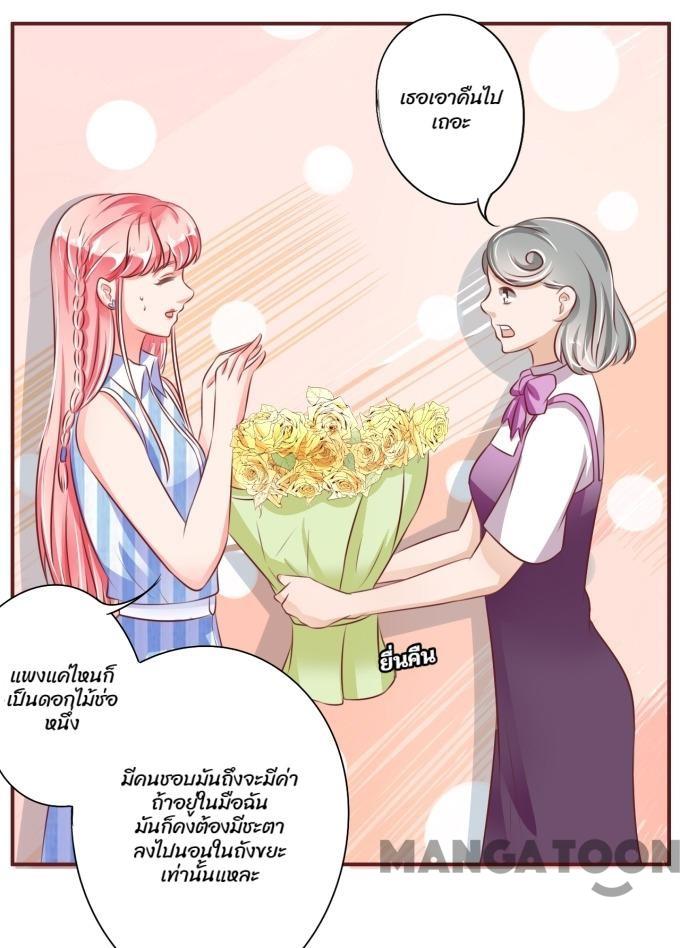 เธอเอาคืนไป
เถอะ
ยื่นคืน
แพงแค่ไหนก็
เป็นดอกไม้ช่อ
หนึ่ง
มีคนชอบมันถึงจะมีค่า
ถ้าอยู่ในมือฉัน
มันก็คงต้องมีชะตา
ลงไปนอนในถังขยะ
เท่านั้นแหละ
MANGATOON
MANGATOON